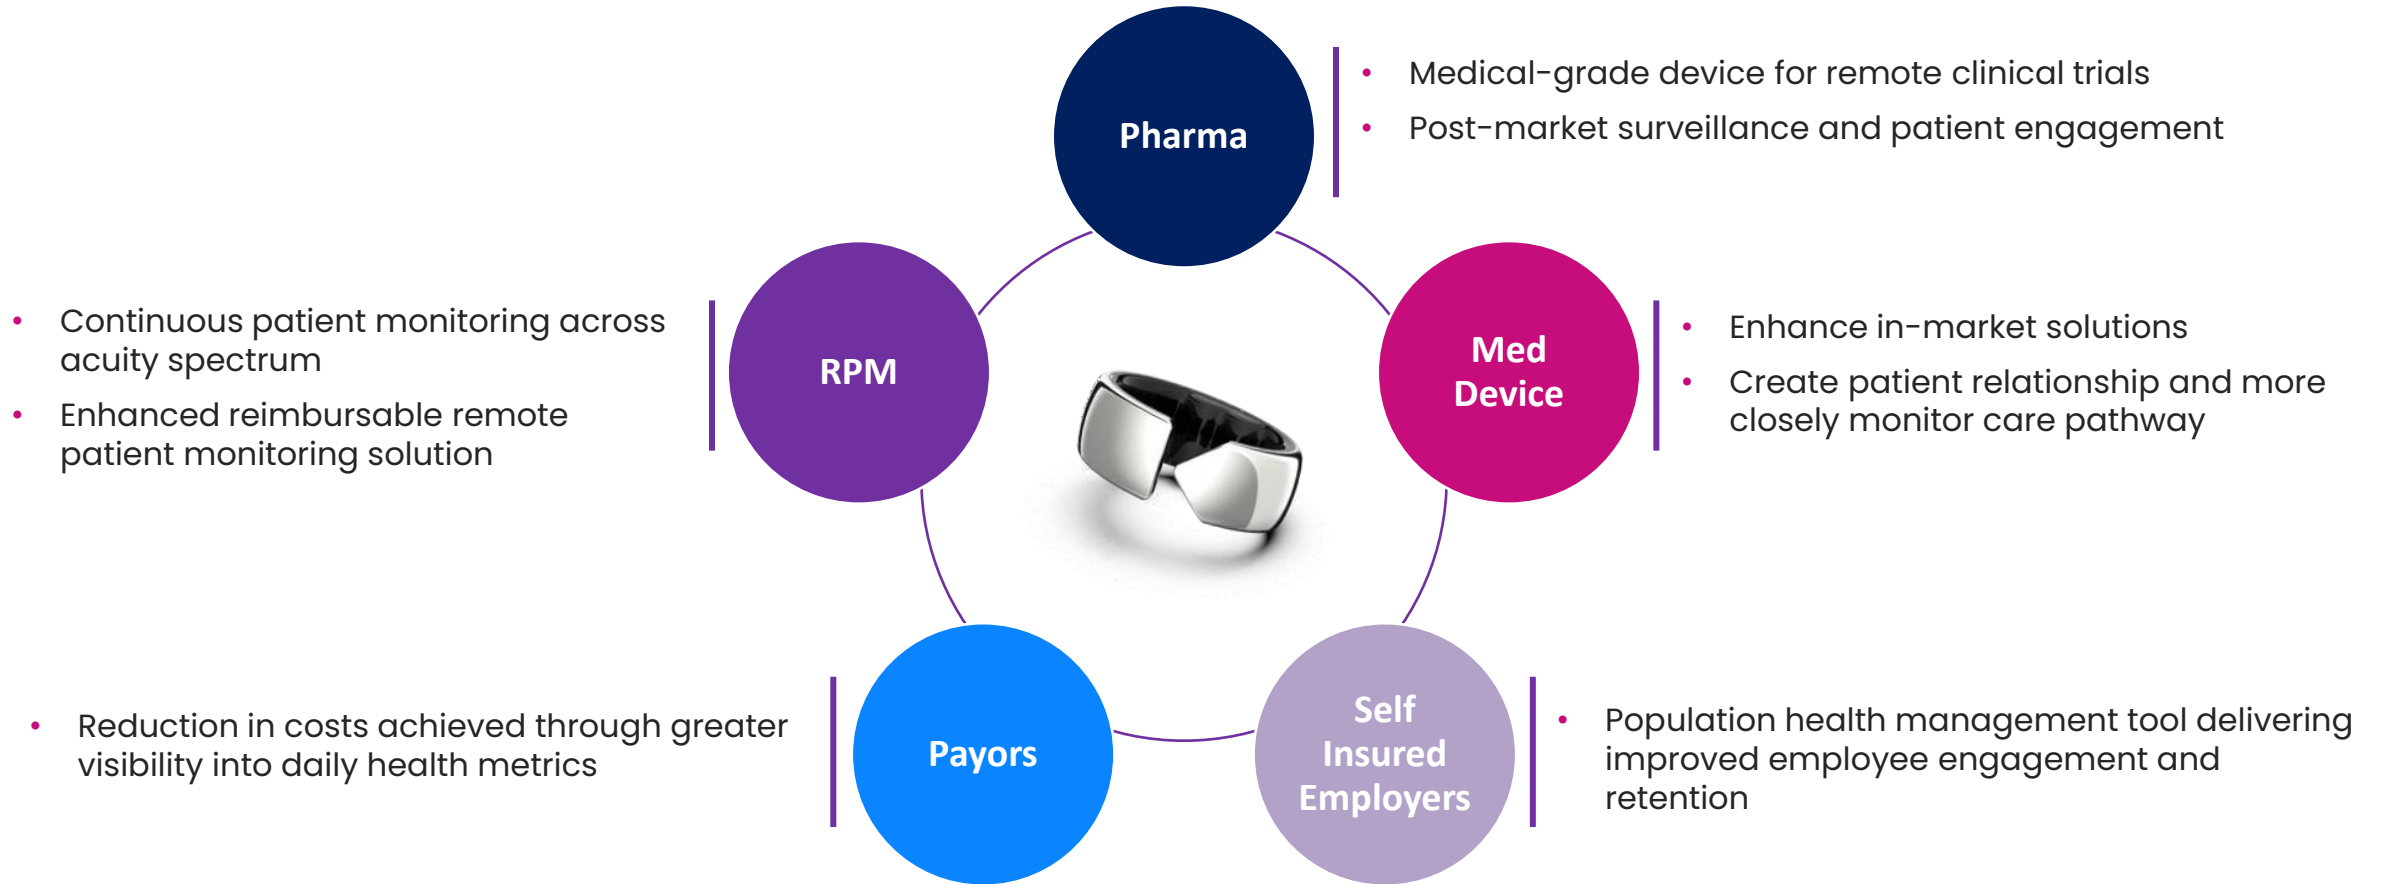 Pharma
• Medical-grade device for remote clinical trials
• Post-market surveillance and patient engagement
RPM
• Continuous patient monitoring across
acuity spectrum
• Enhanced reimbursable remote
patient monitoring solution
Med
Device
• Enhance in-market solutions
• Create patient relationship and more
closely monitor care pathway
Payors
• Reduction in costs achieved through greater
visibility into daily health metrics
Self
Insured
Employers
• Population health management tool delivering
improved employee engagement and
retention